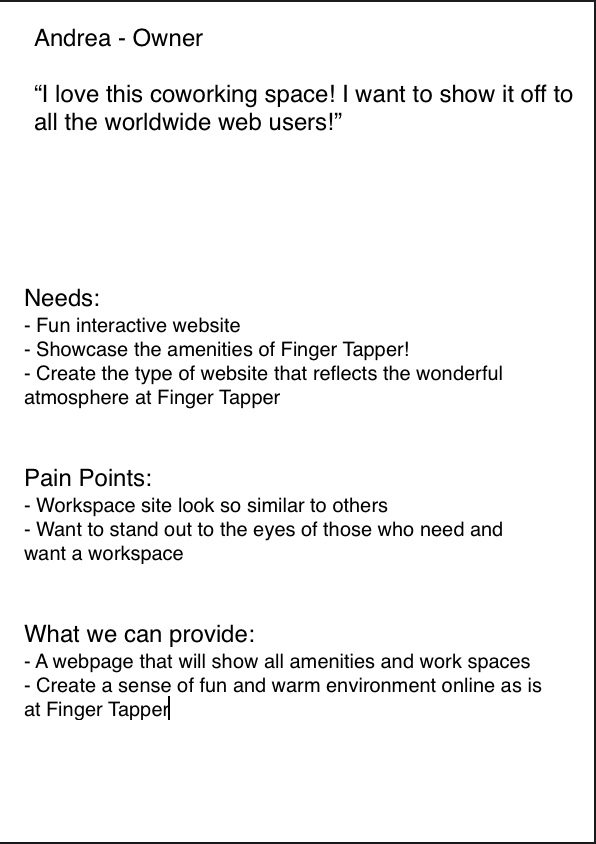 Andrea - Owner
“I love this coworking space! I want to show it off to
all the worldwide web users!”
Needs:
- Fun interactive website
- Showcase the amenities of Finger Tapper!
- Create the type of website that reflects the wonderful
atmosphere at Finger Tapper
Pain Points:
- Workspace site look so similar to others
- Want to stand out to the eyes of those who need and
want a workspace
What we can provide:
- A webpage that will show all amenities and work spaces
- Create a sense of fun and warm environment online as is
at Finger Tapper